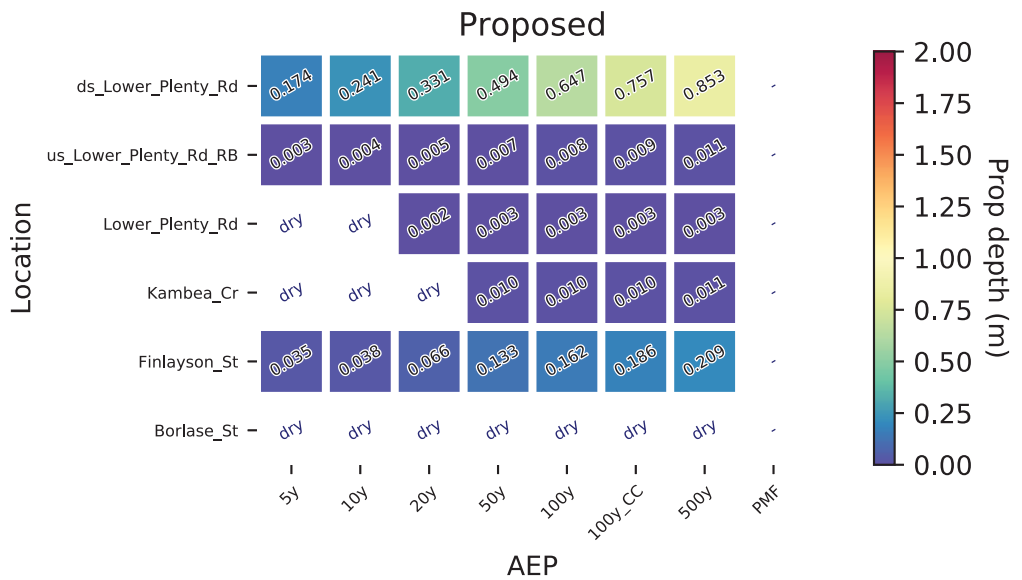 Proposed
ds_Lower_Plenty_Rd 0.174 0.241 0.331 0.494 0.647 0.757 0.853 -
us_Lower_Plenty_Rd_RB 0.003 0.004 0.005 0.007 0.008 0.009 0.011 -
Lower_Plenty_Rd dry dry 0.002 0.003 0.003 0.003 0.003 -
Kambea_Cr dry dry dry 0.010 0.010 0.010 0.011 -
Finlayson_St 0.035 0.038 0.066 0.133 0.162 0.186 0.209 -
Borlase_St dry dry dry dry dry dry dry -
5y 10y 20y 50y 100y 100y_CC 500y PMF
AEP
Location
2.00
1.75
1.50
1.25
1.00
0.75
0.50
0.25
0.00
Prop depth (m)